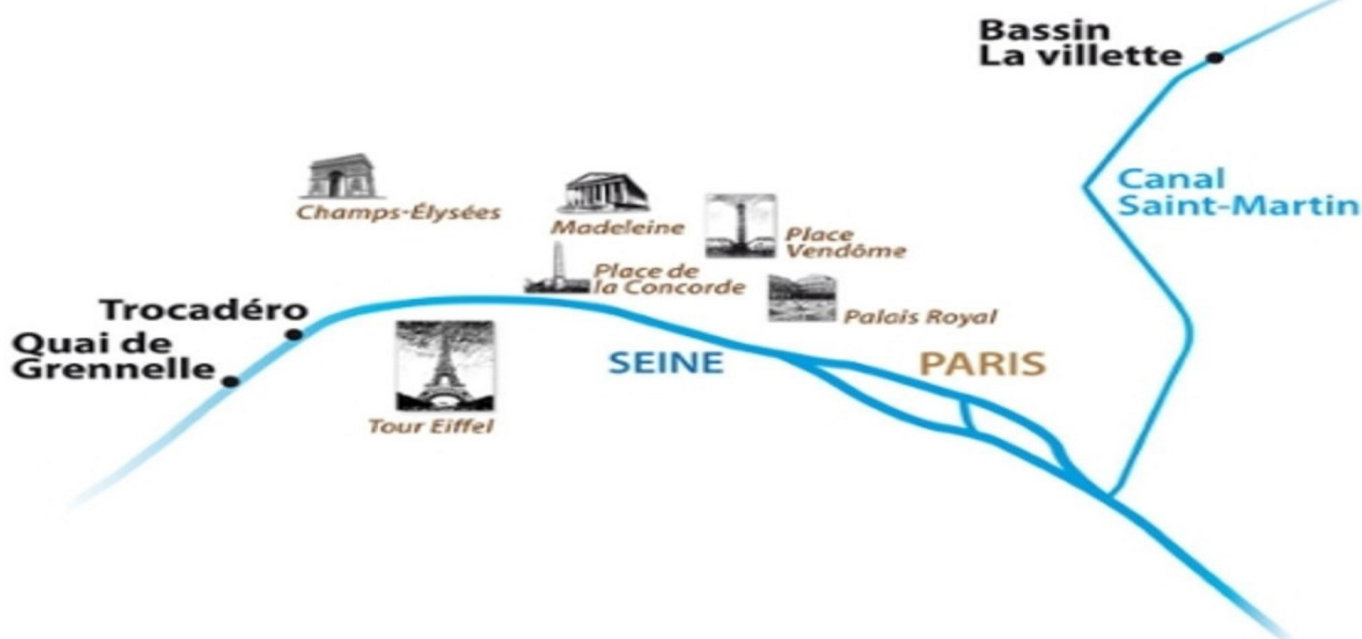 Bassin
La villette
Canal
Saint-Martin
Champs-Élysées
Madeleine
Place
Vendôme
Place de
la Concorde
Palais Royal
Trocadéro
Quai de
Grennelle
SEINE
PARIS
Tour Eiffel